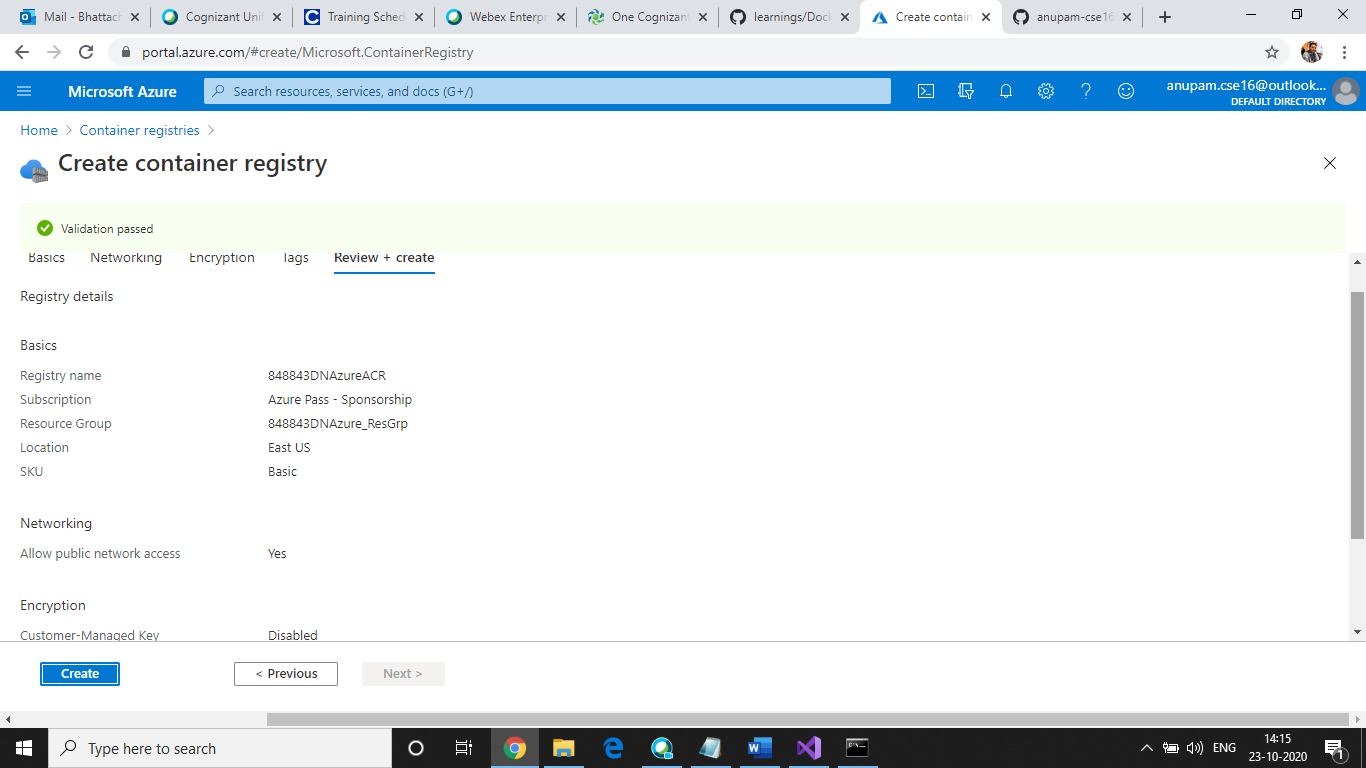 Mail - Bhattach
Cognizant Uni
Training Sched
Webex Enterpr
One Cognizant
learnings/Doc
Create contain
anupam-cse16
portal.azure.com/#create/Microsoft.ContainerRegistry
Microsoft Azure
Search resources, services, and docs (G+/)
anupam.cse16@outlook...
DEFAULT DIRECTORY
Home > Container registries >
Create container registry
Validation passed
Basics Networking Encryption Tags Review + create
Registry details
Basics
Registry name 848843DNAzureACR
Subscription Azure Pass - Sponsorship
Resource Group 848843DNAzure_ResGrp
Location East US
SKU Basic
Networking
Allow public network access Yes
Encryption
Customer-Managed Key Disabled
Create < Previous Next >
Type here to search
ENG
14:15
23-10-2020
1